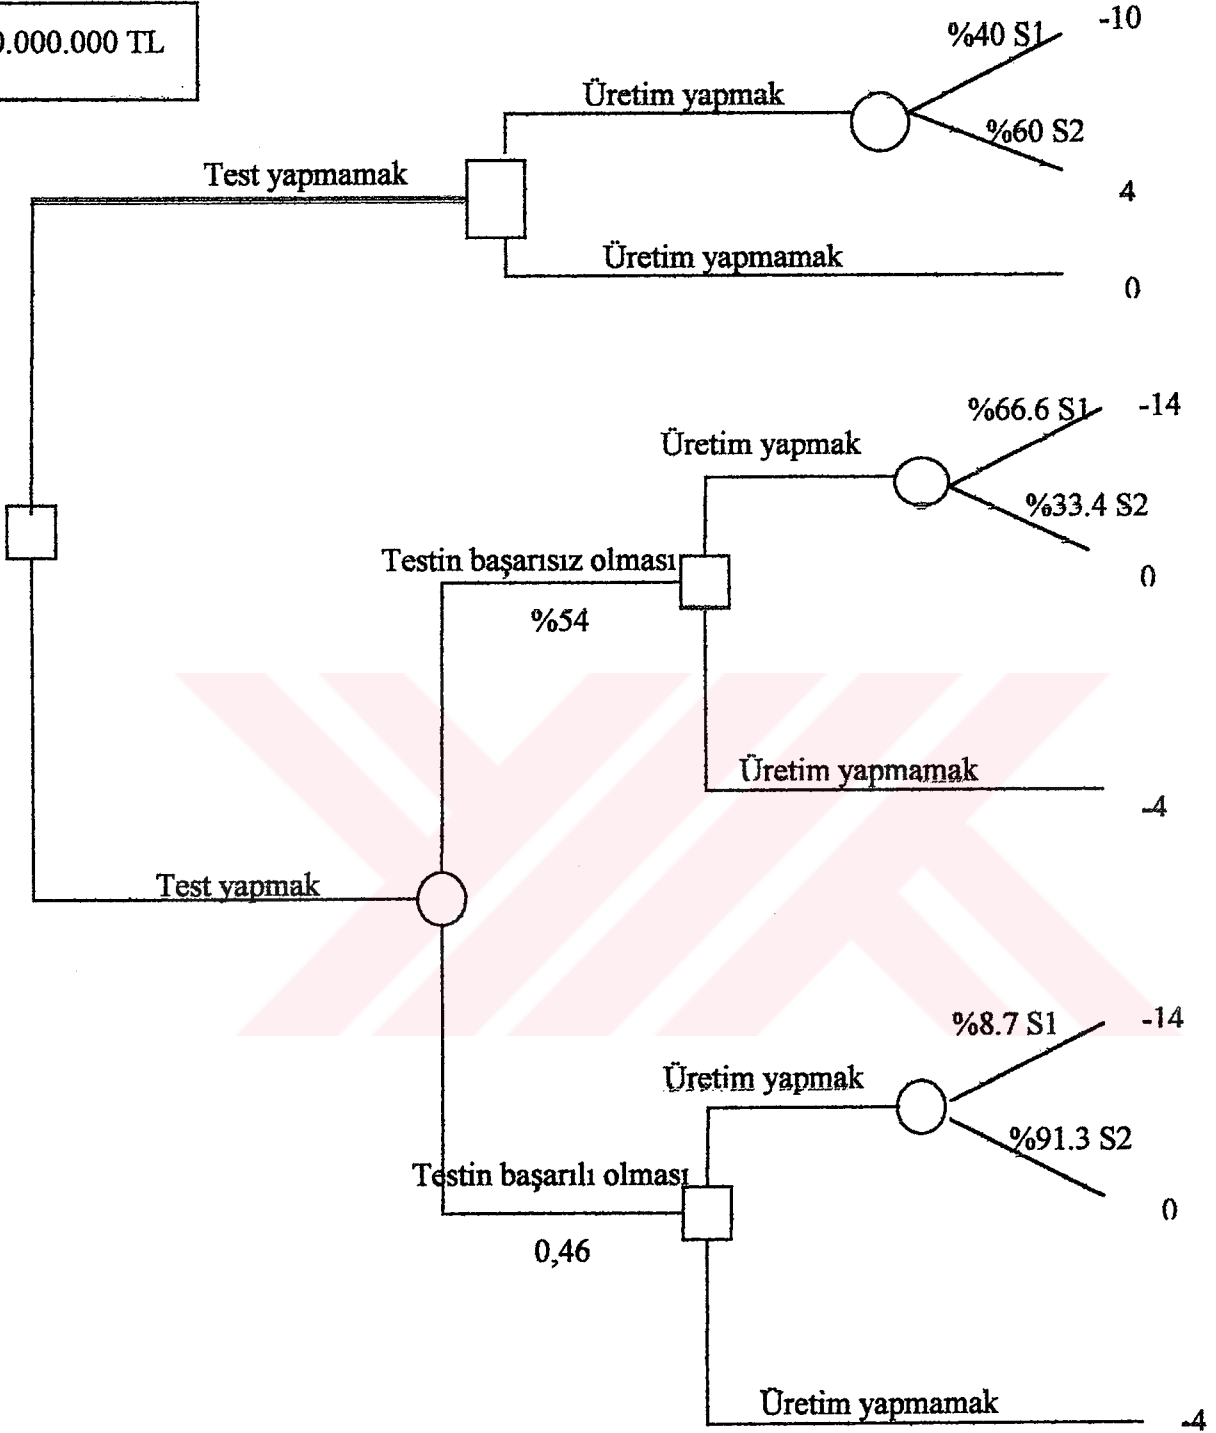 0.000.000 TL
%40 S1
-10
Üretim yapmak
%60 S2
Test yapmamak
4
Üretim yapmamak
0
%66.6 S1
-14
Üretim yapmak
%33.4 S2
Testin başarısız olması
0
%54
Üretim yapmamak
-4
Test yapmak
%8.7 S1
-14
Üretim yapmak
%91.3 S2
Testin başarılı olması
0
0,46
Üretim yapmamak
-4